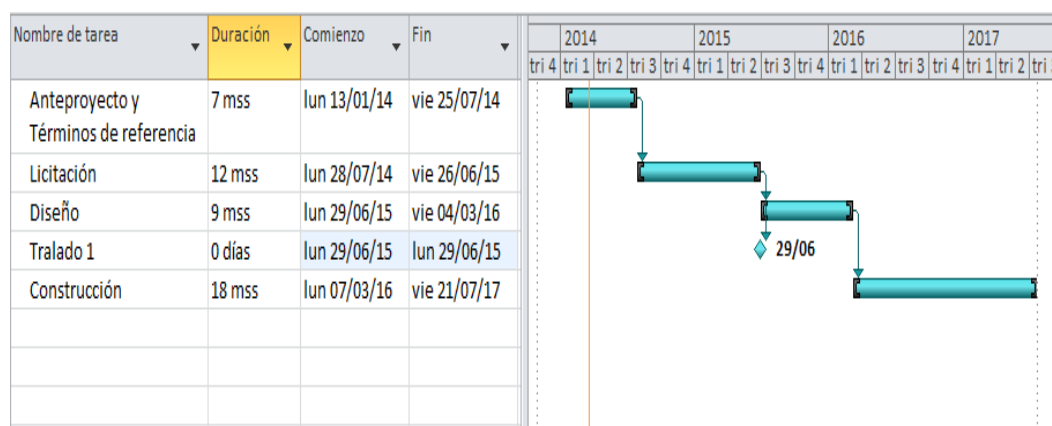 Nombre de tarea Duración Comienzo Fin 2014 2015 2016 2017
tri 4 tri 1 tri 2 tri 3 tri 4 tri 1 tri 2 tri 3 tri 4 tri 1 tri 2 tri 3 tri 4 tri 1 tri 2 tri
Anteproyecto y 7 mss lun 13/01/14 vie 25/07/14
Términos de referencia
Licitación 12 mss lun 28/07/14 vie 26/06/15
Diseño 9 mss lun 29/06/15 vie 04/03/16
Tralado 1 0 días lun 29/06/15 lun 29/06/15 29/06
Construcción 18 mss lun 07/03/16 vie 21/07/17